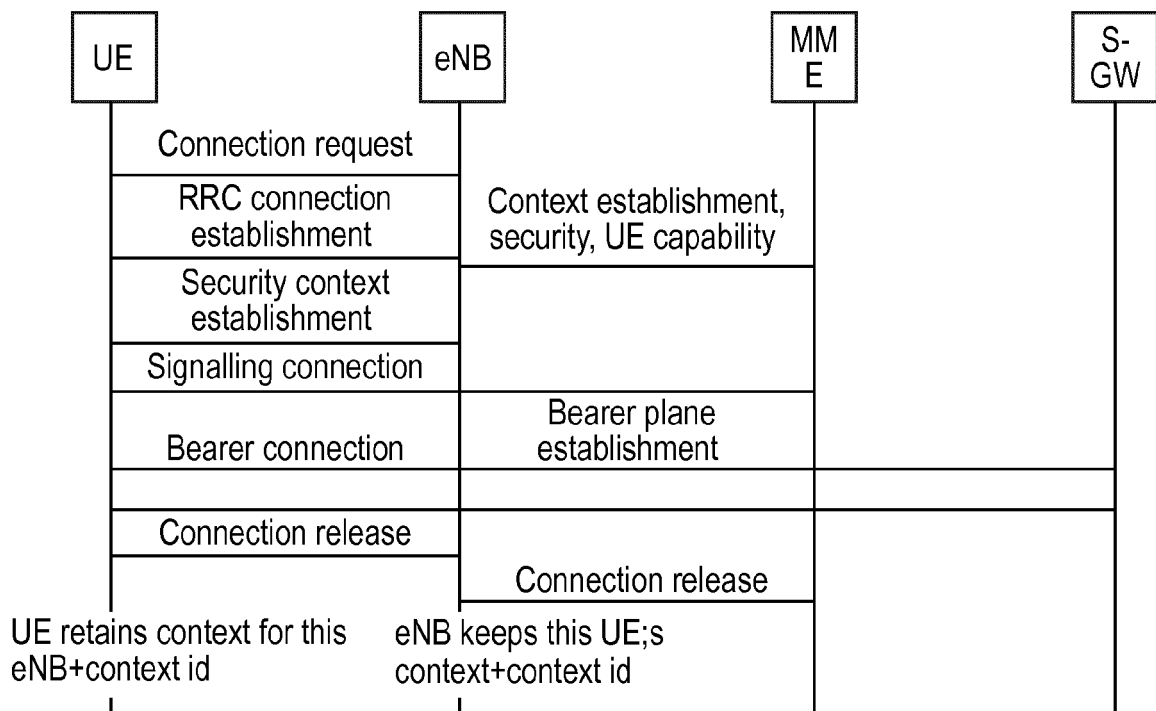 UE
eNB
MM
E
S-
GW
Connection request
RRC connection
establishment
Context establishment,
security, UE capability
Security context
establishment
Signalling connection
Bearer plane
establishment
Bearer connection
Connection release
Connection release
UE retains context for this
eNB+context id
eNB keeps this UE;s
context+context id